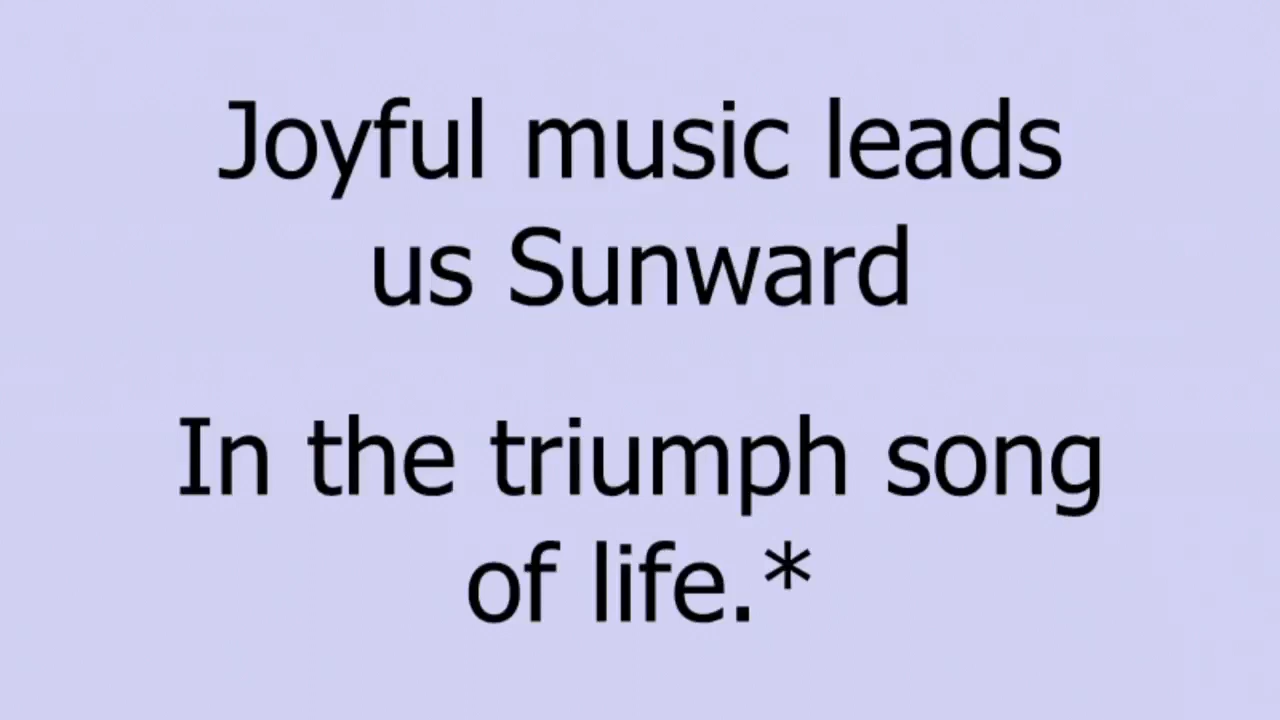 Joyful music leads
us Sunward
In the triumph song
of life.*